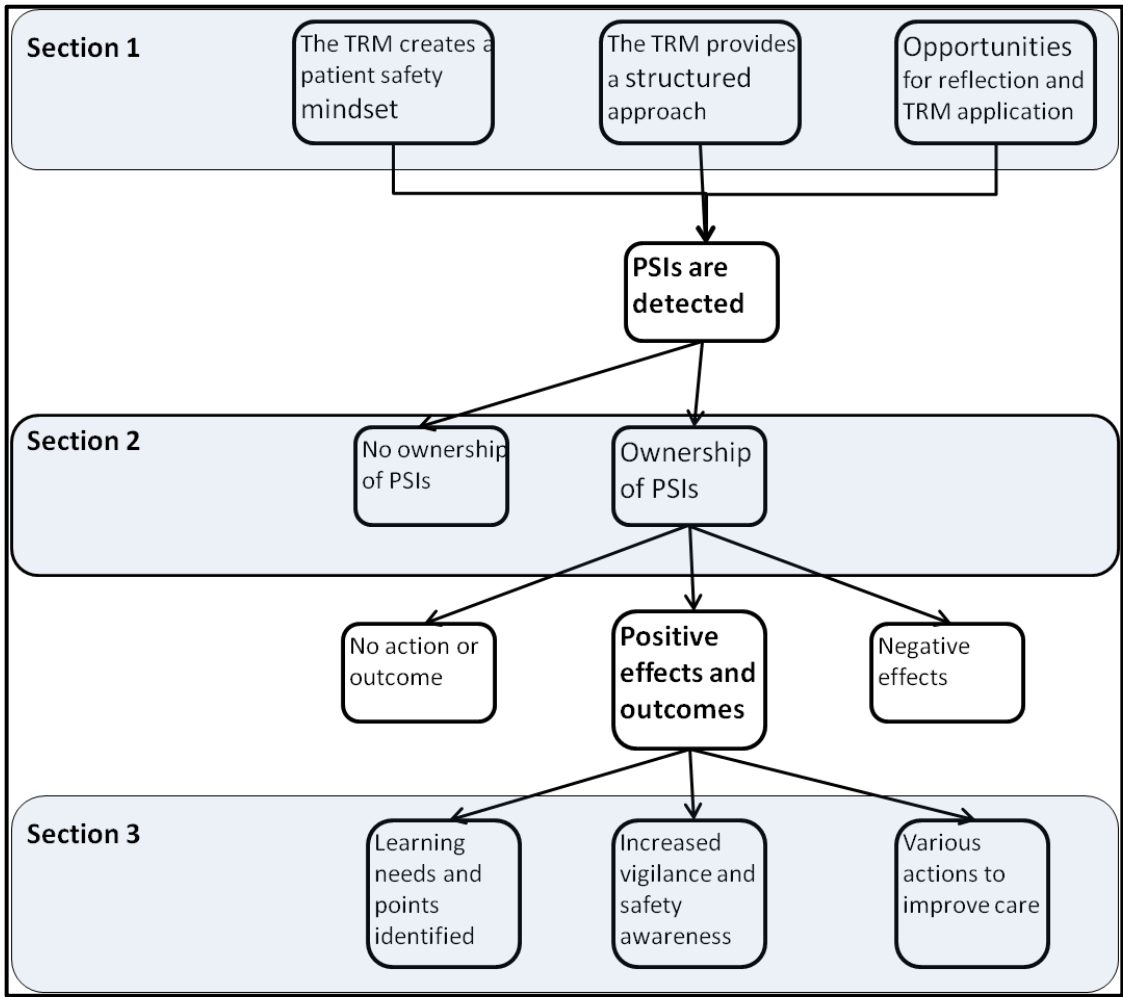 Section 1
The TRM creates a
patient safety
mindset
The TRM provides
a structured
approach
Opportunities
for reflection and
TRM application
PSIs are
detected
Section 2
No ownership
of PSIs
Ownership
of PSIs
No action or
outcome
Positive
effects and
outcomes
Negative
effects
Section 3
Learning
needs and
points
identified
Increased
vigilance and
safety
awareness
Various
actions to
improve care